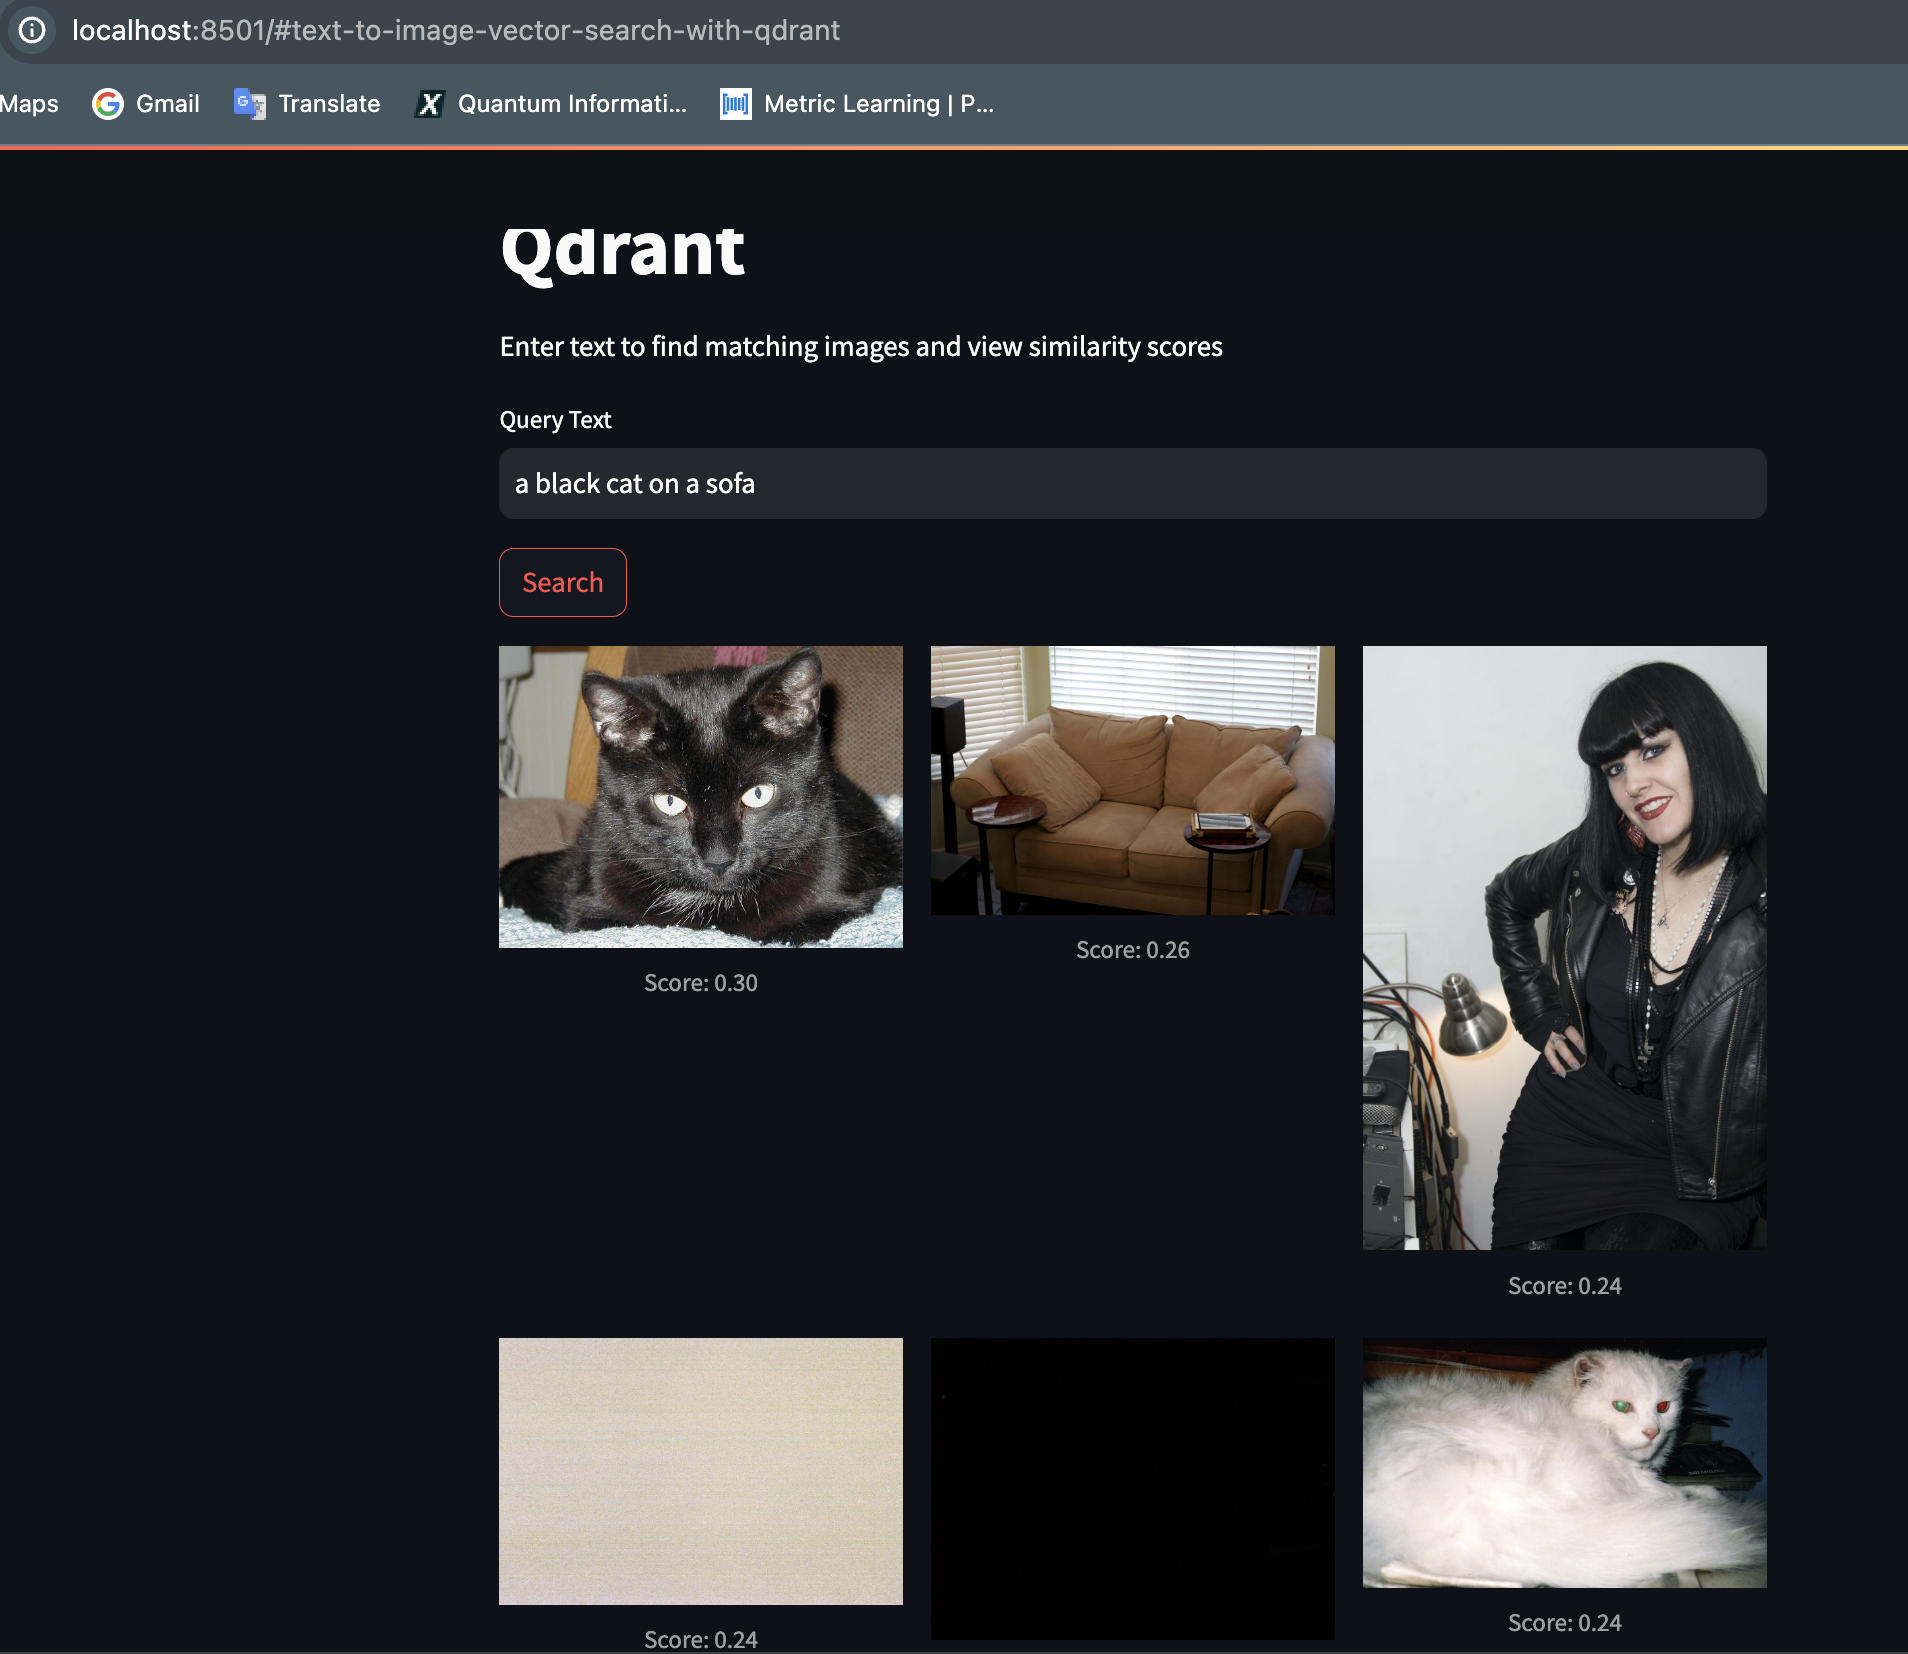 localhost:8501/#text-to-image-vector-search-with-qdrant
Maps Gmail Translate Quantum Informati... Metric Learning | P...
Qdrant
Enter text to find matching images and view similarity scores
Query Text
a black cat on a sofa
Search
Score: 0.30
Score: 0.26
Score: 0.24
Score: 0.24
Score: 0.24